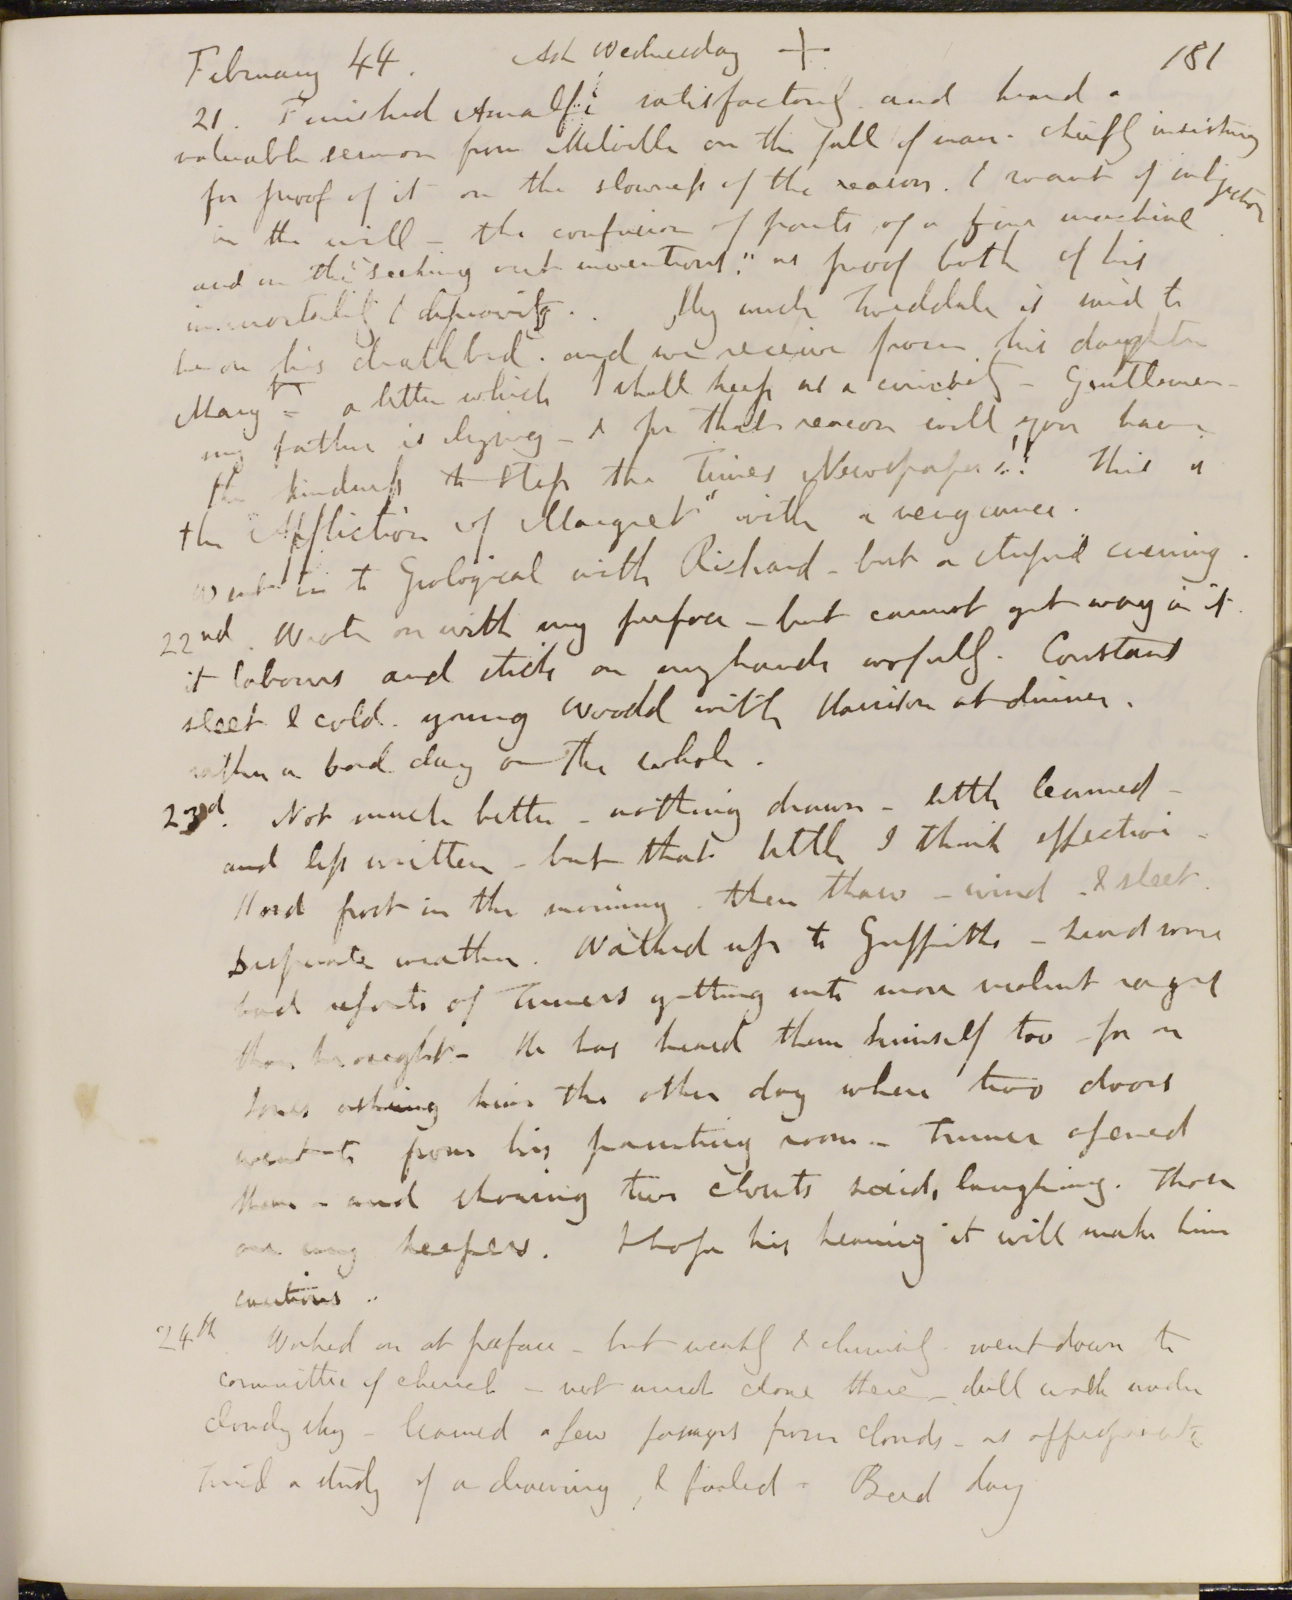 February 44. Ash Wednesday + 181
21. Finished Amalfi satisfactorily. and heard a
valuable sermon from Melville on the fall of man. chiefly insisting
for proof of it on the slowness of the reason. & want of subjection
in the will - the confusion of parts of a fine machine
and on the "seeking out inventions." as proof both of his
immortality & depravity. . My uncle Tweddale is said to
be on his deathbed. and we receive from his daughter
Mary - a letter which I shall keep as a curiosity - Gentlemen -
my father is dying - & for that reason will you have
the kindness to stop the Times Newspaper!! This is
the "Affliction of Margret" with a vengeance.
Went in to Geological with Richard - but a stupid evening.
22nd. Wrote on with my preface - but cannot get way in it.
it labours and sticks on my hands wofully. Constant
sleet & cold. young Woodd with Harrison at dinner.
rather a bad day on the whole.
23d. Not much better - nothing drawn - little learned -
and less written - but that little I think effective -
Hard frost in the morning. then thaw - wind - & sleet.
Desperate weather. Walked up to Griffiths - heard some
bad reports of Turners getting into more violent rages
than he ought - He has heard them himself too - for on
Jones asking him the other day where two doors
went to from his painting room - Turner opened
them - and showing two closets said, laughing. Those
are my keepers. I hope his hearing it will make him
cautious ..
24th Worked on at preface - but weakly & clumsily. went down to
committee of church - not much done there - dull walk under
cloudy sky - learned a few passages from clouds - as appropriate
Tried a study of a drawing, & failed - Bad day